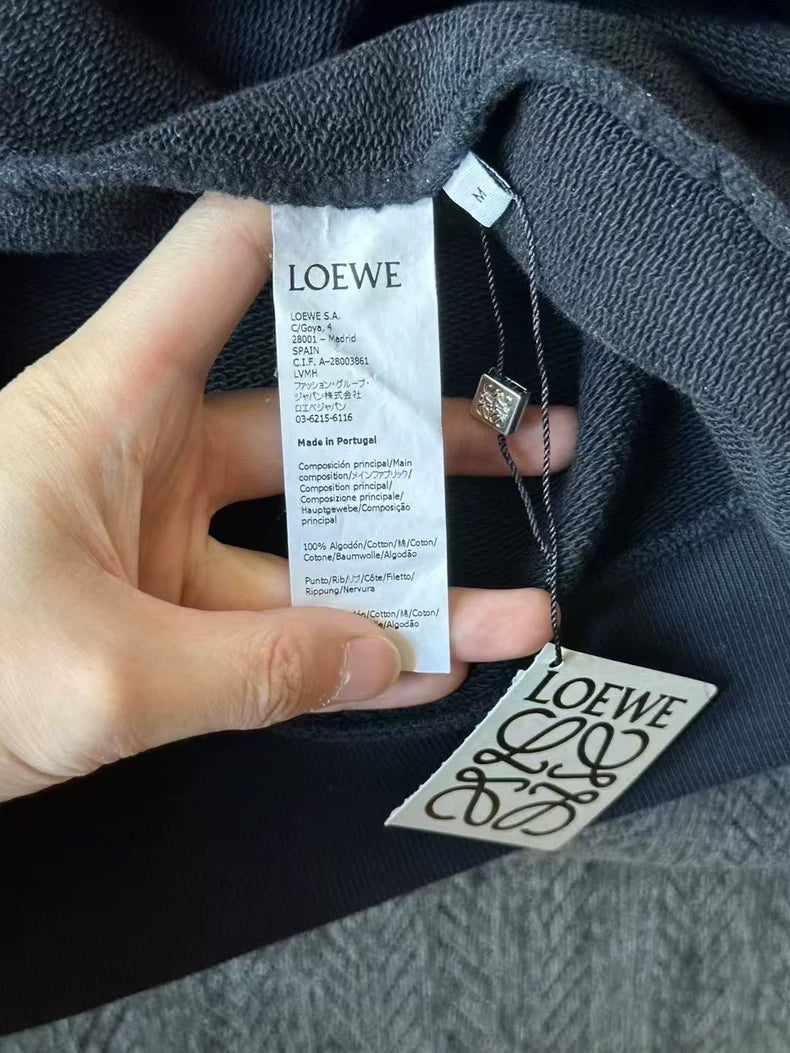 M
LOEWE
LOEWE S.A.
C/Goya, 4
28001 – Madrid
SPAIN
C.I.F. A-28003861
LVMH
ファッション・グループ・
ジャパン株式会社
ロエベジャパン
03-6215-6116
Made in Portugal
Composición principal/Main
composition/メインファブリック/
Composition principal/
Composizione principale/
Hauptgewebe/Composição
principal
100% Algodón/Cotton/綿/Coton/
Cotone/Baumwolle/Algodão
Punto/Rib/リブ/Côte/Filetto/
Rippung/Nervura
/Cotton/綿/Coton/
/Algodão
LOEWE